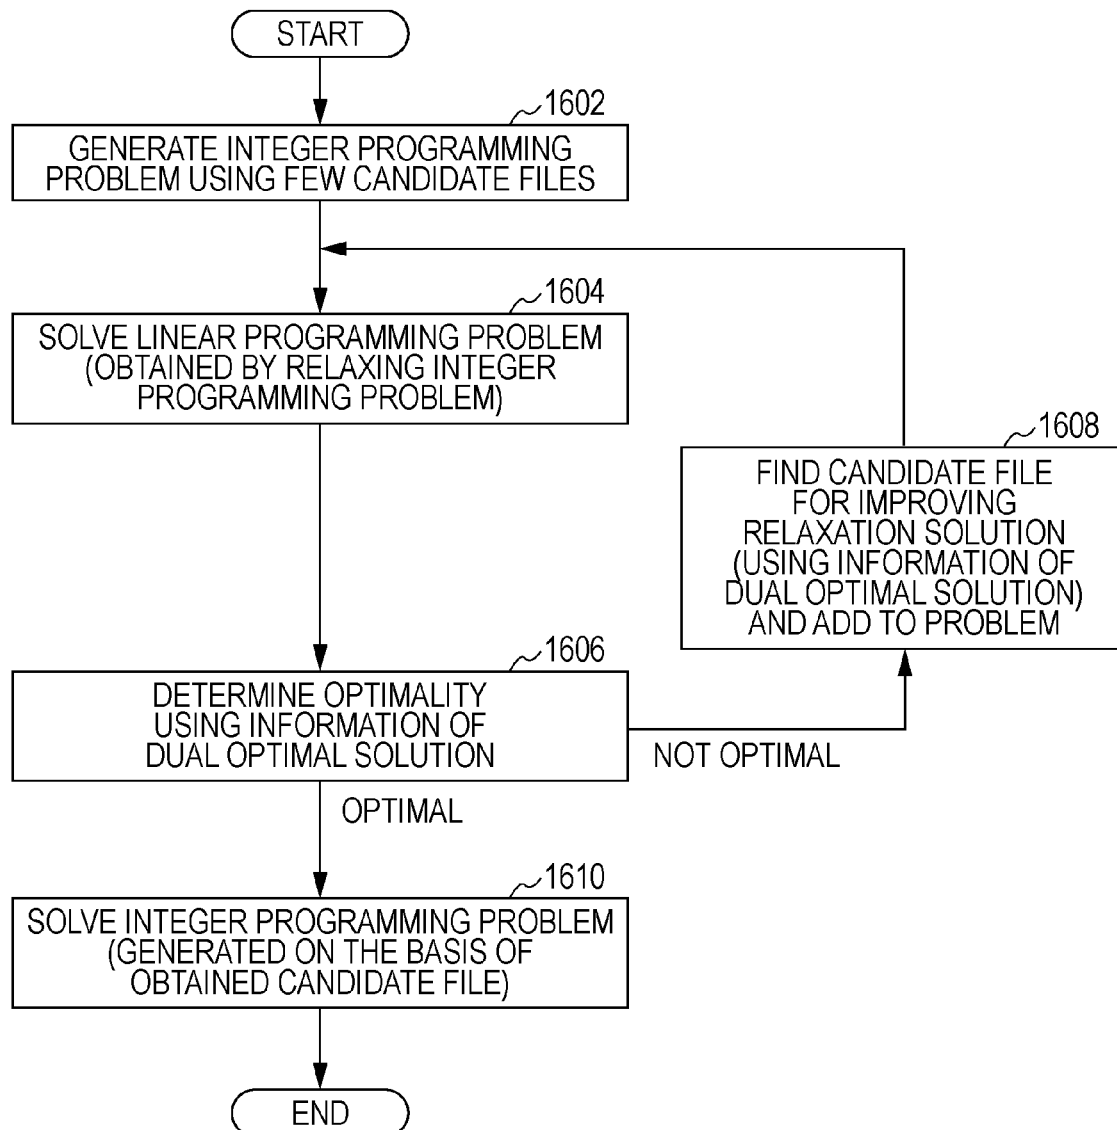 START
1602
GENERATE INTEGER PROGRAMMING
PROBLEM USING FEW CANDIDATE FILES
1604
SOLVE LINEAR PROGRAMMING PROBLEM
(OBTAINED BY RELAXING INTEGER
PROGRAMMING PROBLEM)
1608
FIND CANDIDATE FILE
FOR IMPROVING
RELAXATION SOLUTION
(USING INFORMATION OF
DUAL OPTIMAL SOLUTION)
AND ADD TO PROBLEM
1606
DETERMINE OPTIMALITY
USING INFORMATION OF
DUAL OPTIMAL SOLUTION
NOT OPTIMAL
OPTIMAL
1610
SOLVE INTEGER PROGRAMMING PROBLEM
(GENERATED ON THE BASIS OF
OBTAINED CANDIDATE FILE)
END